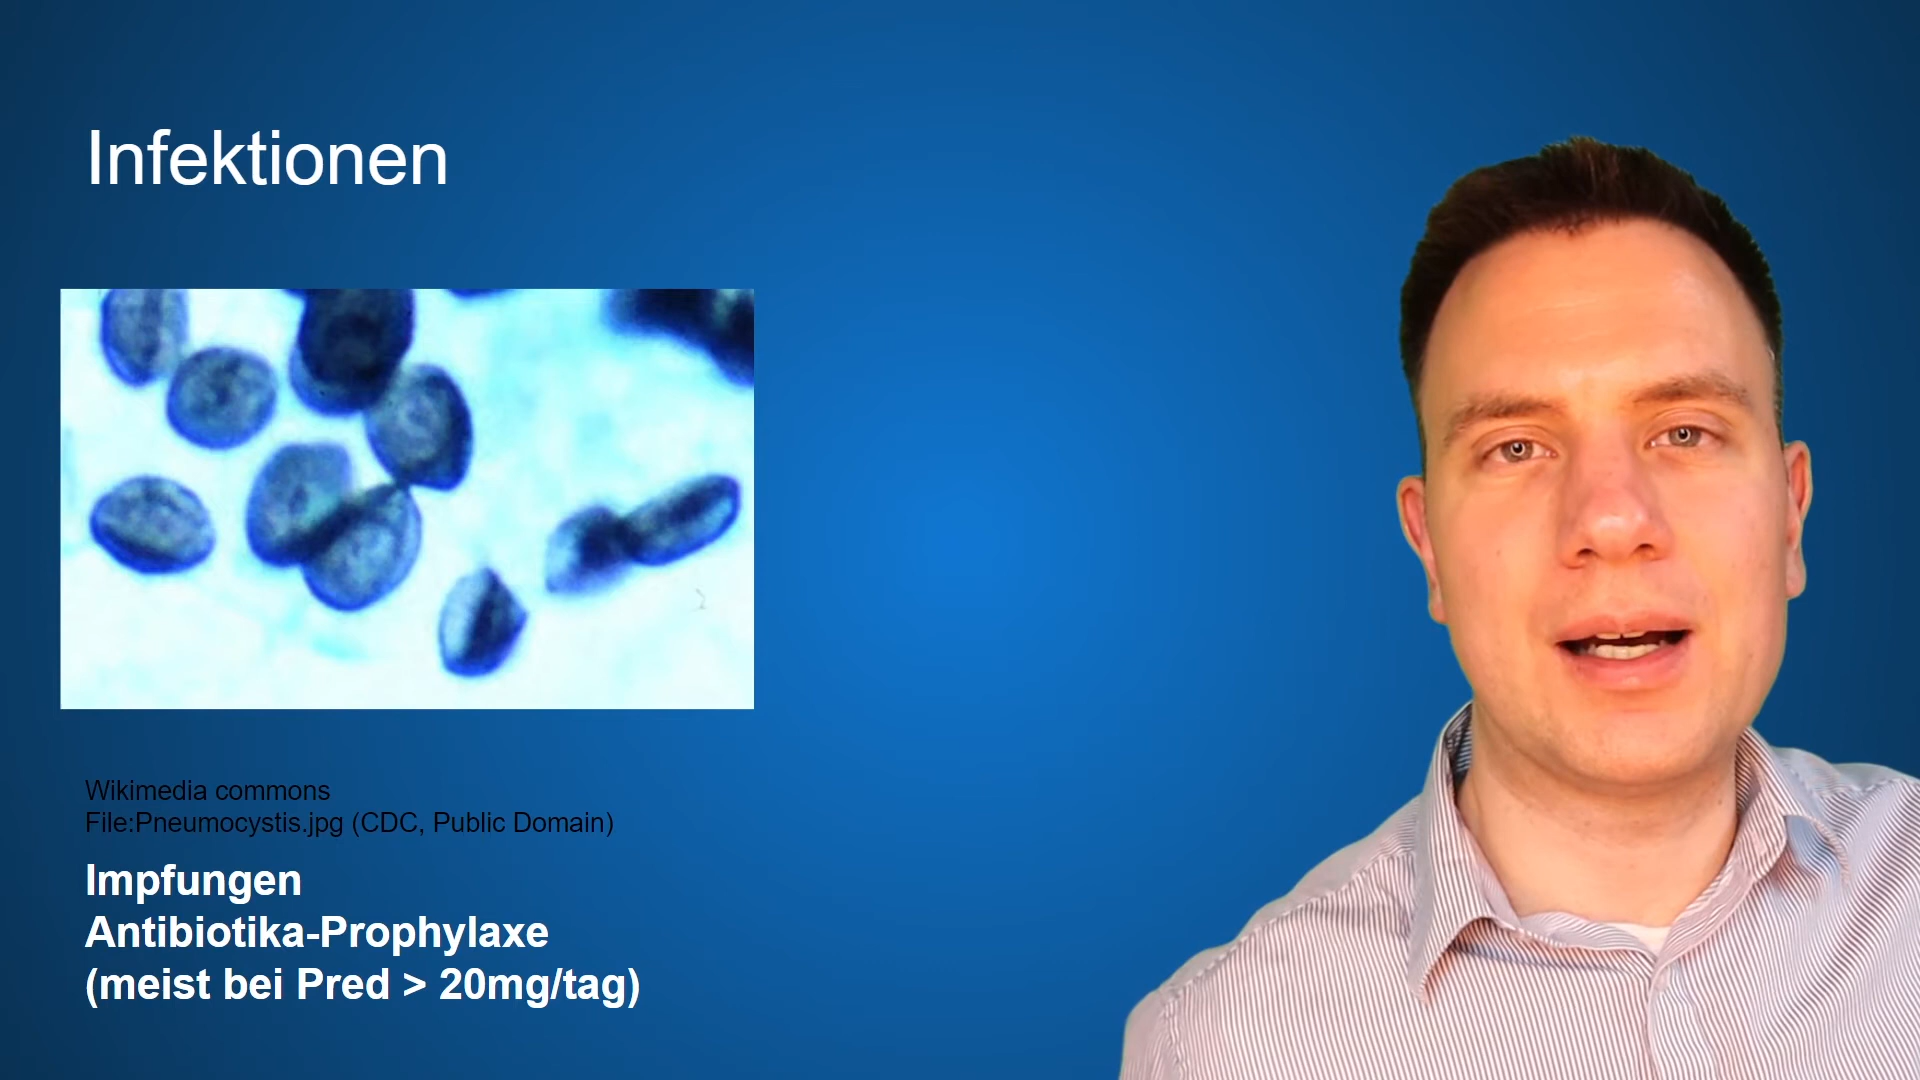 Infektionen
Wikimedia commons
File:Pneumocystis.jpg (CDC, Public Domain)
Impfungen
Antibiotika-Prophylaxe
(meist bei Pred > 20mg/tag)